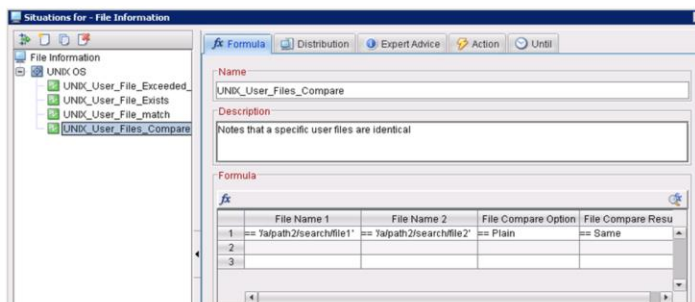 Situations for - File Information
File Information
UNIX OS
UNIX_User_File_Exceeded_
UNIX_User_File_Exists
UNIX_User_File_match
UNIX_User_Files_Compare
fx Formula Distribution Expert Advice Action Until
Name
UNIX_User_Files_Compare
Description
Notes that a specific user files are identical
Formula
fx
File Name 1 File Name 2 File Compare Option File Compare Resu
1 == '/a/path2/search/file1' == '/a/path2/search/file2' == Plain == Same
2
3